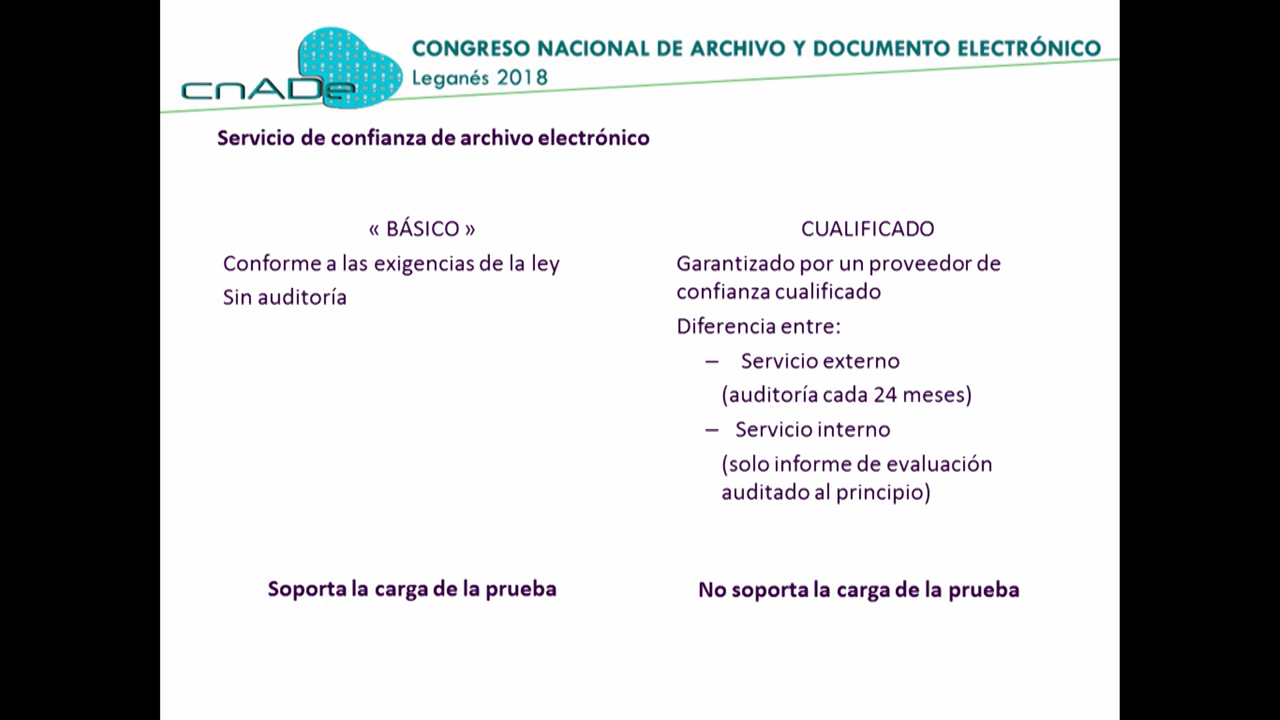 cnADe
CONGRESO NACIONAL DE ARCHIVO Y DOCUMENTO ELECTRÓNICO
Leganés 2018
Servicio de confianza de archivo electrónico
« BÁSICO »
Conforme a las exigencias de la ley
Sin auditoría
Soporta la carga de la prueba
CUALIFICADO
Garantizado por un proveedor de
confianza cualificado
Diferencia entre:
– Servicio externo
(auditoría cada 24 meses)
– Servicio interno
(solo informe de evaluación
auditado al principio)
No soporta la carga de la prueba